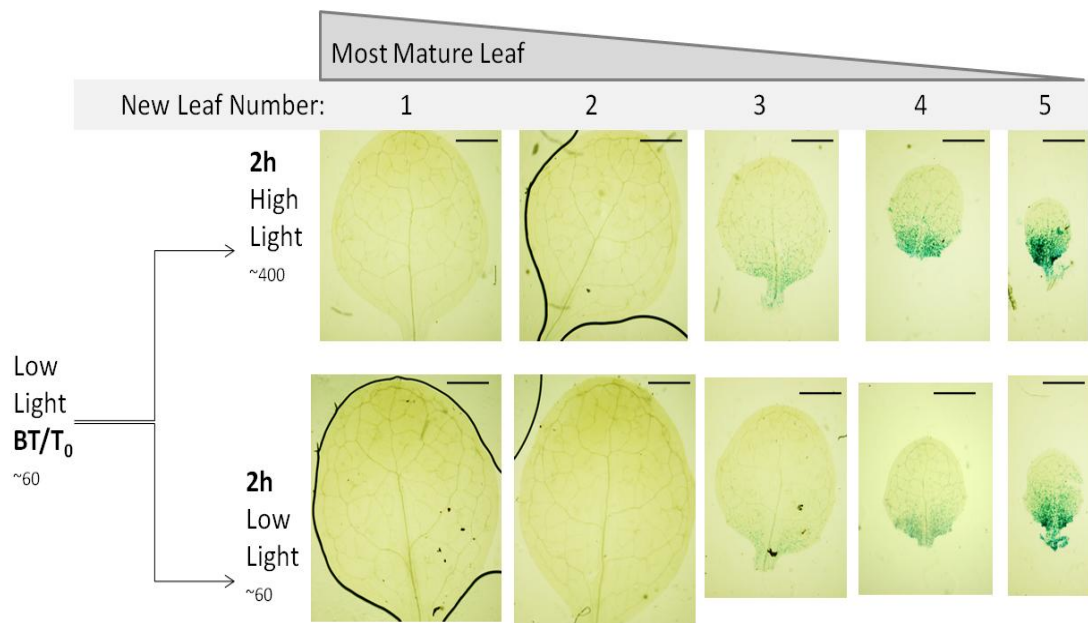 Most Mature Leaf
New Leaf Number: 1 2 3 4 5
2h
High
Light
~400
Low
Light
BT/T₀
~60
2h
Low
Light
~60